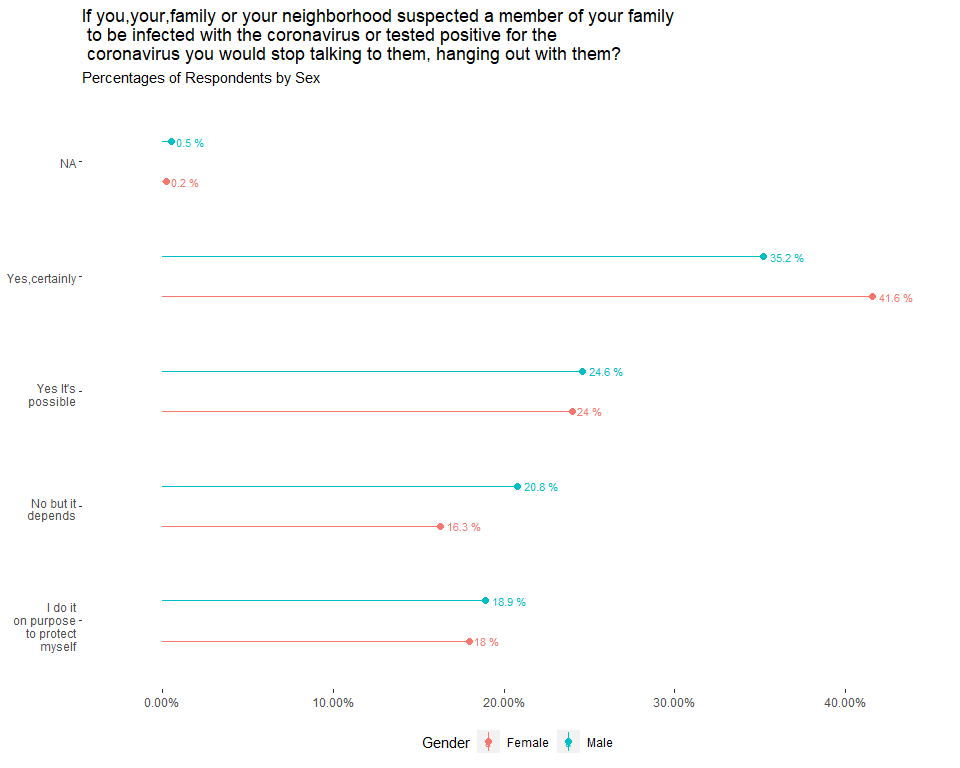 If you,your,family or your neighborhood suspected a member of your family
to be infected with the coronavirus or tested positive for the
coronavirus you would stop talking to them, hanging out with them?
Percentages of Respondents by Sex
NA
0.5 %
0.2 %
Yes,certainly
35.2 %
41.6 %
Yes It's
possible
24.6 %
24 %
No but it
depends
20.8 %
16.3 %
I do it
on purpose
to protect
myself
18.9 %
18 %
0.00% 10.00% 20.00% 30.00% 40.00%
Gender Female Male